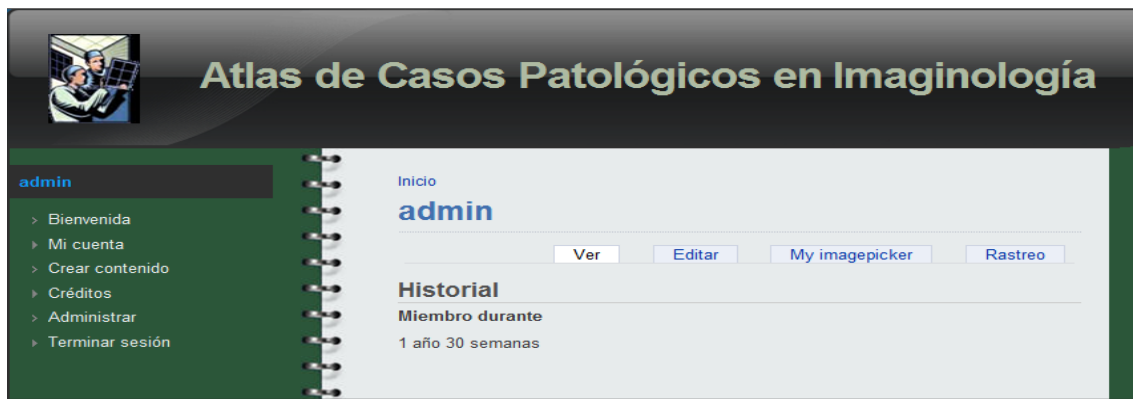 Atlas de Casos Patológicos en Imaginología
admin
Bienvenida
Mi cuenta
Crear contenido
Créditos
Administrar
Terminar sesión
Inicio
admin
Ver Editar My imagepicker Rastreo
Historial
Miembro durante
1 año 30 semanas